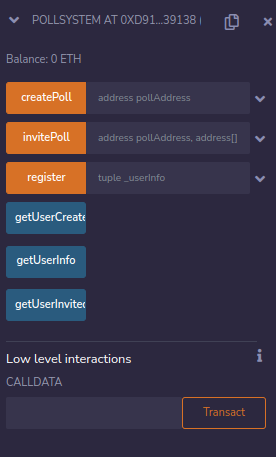 POLLSYSTEM AT 0XD91...39138 (
Balance: 0 ETH
createPoll address pollAddress
invitePoll address pollAddress, address[]
register tuple _userInfo
getUserCreate
getUserInfo
getUserInvited
Low level interactions
CALLDATA
Transact